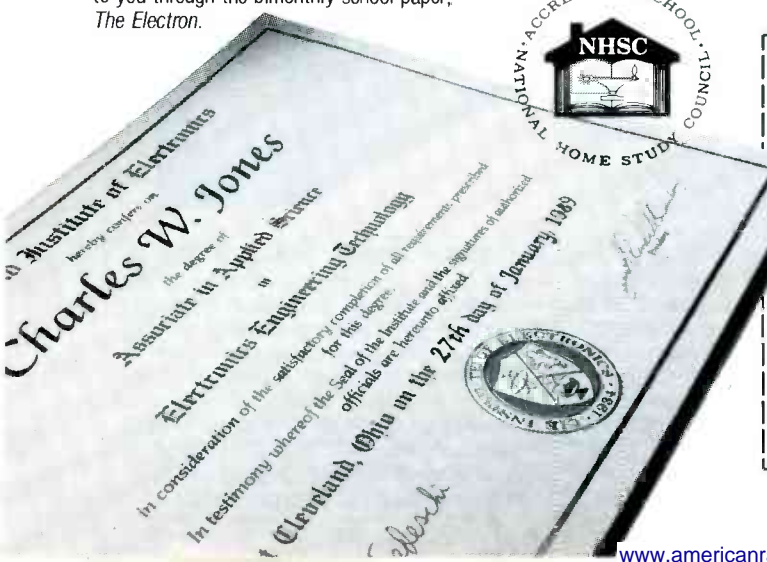 to you through the bimonthly school paper,
The Electron.
NATIONAL HOME STUDY COUNCIL
NHSC
Institute of Electronics
hereby confers on
Charles W. Jones
the degree of
Associate in Applied Science
in
Electronics Engineering Technology
In consideration of the satisfactory completion of all requirements prescribed
for this degree.
In testimony whereof the Seal of the Institute and the signatures of authorized
officials are hereunto affixed
Cleveland, Ohio on the 27th day of January, 1989
CIE
1934
www.americanra